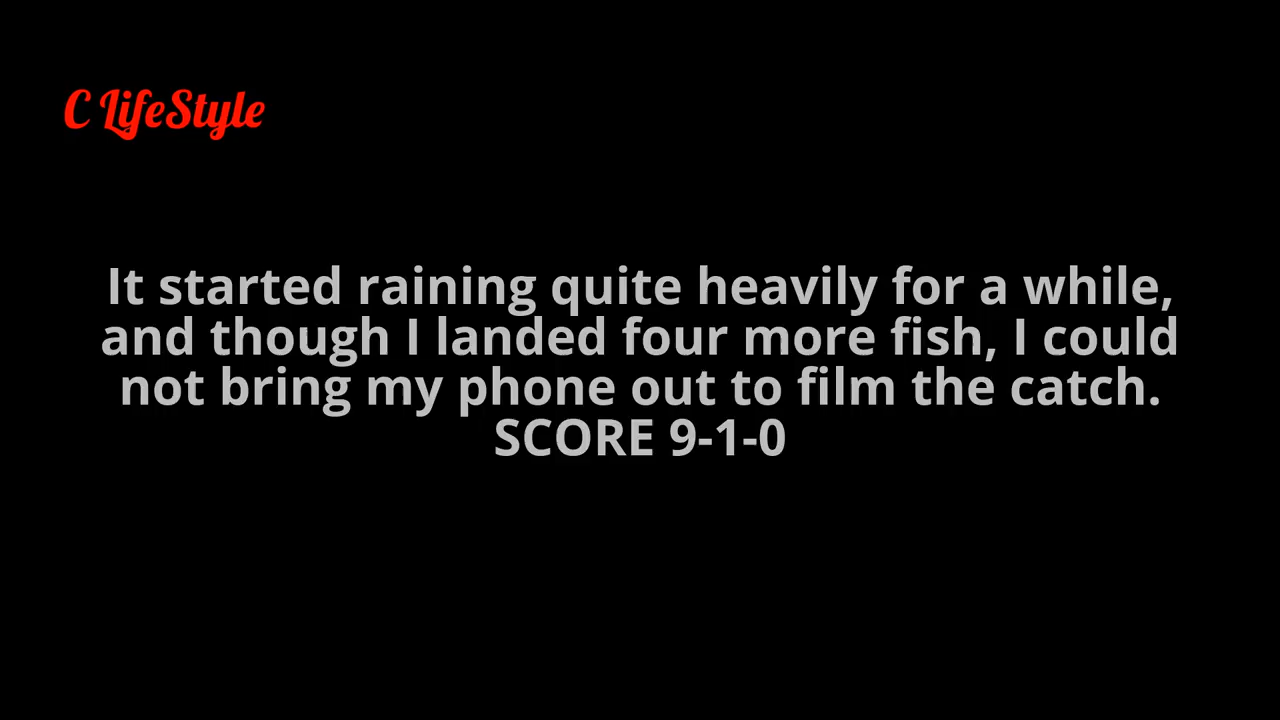 C LifeStyle
It started raining quite heavily for a while,
and though I landed four more fish, I could
not bring my phone out to film the catch.
SCORE 9-1-0